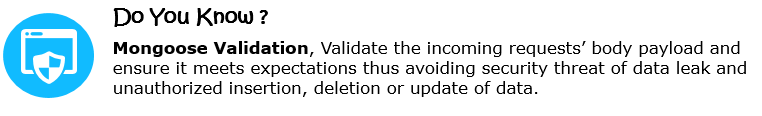 Do You Know ?
Mongoose Validation, Validate the incoming requests’ body payload and
ensure it meets expectations thus avoiding security threat of data leak and
unauthorized insertion, deletion or update of data.